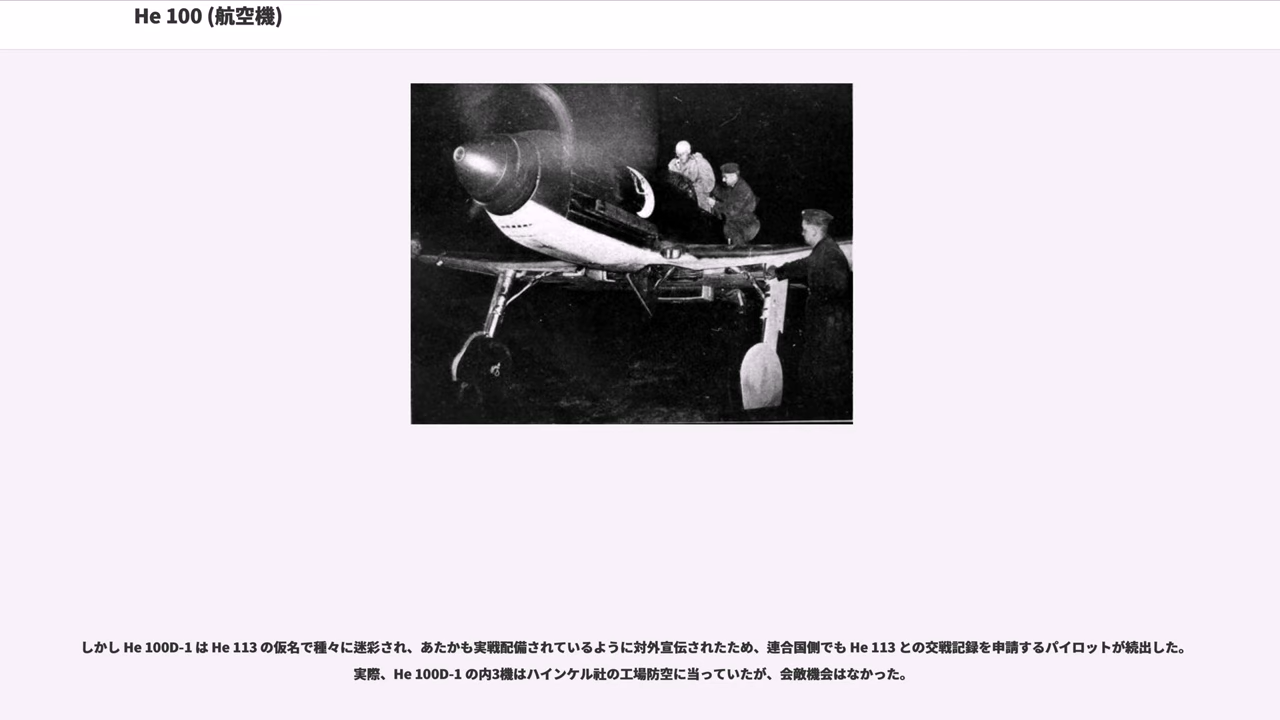 He 100 (航空機)
しかし He 100D-1 は He 113 の仮名で種々に迷彩され、あたかも実戦配備されているように対外宣伝されたため、連合国側でも He 113 との交戦記録を申請するパイロットが続出した。
実際、He 100D-1 の内3機はハインケル社の工場防空に当っていたが、会敵機会はなかった。